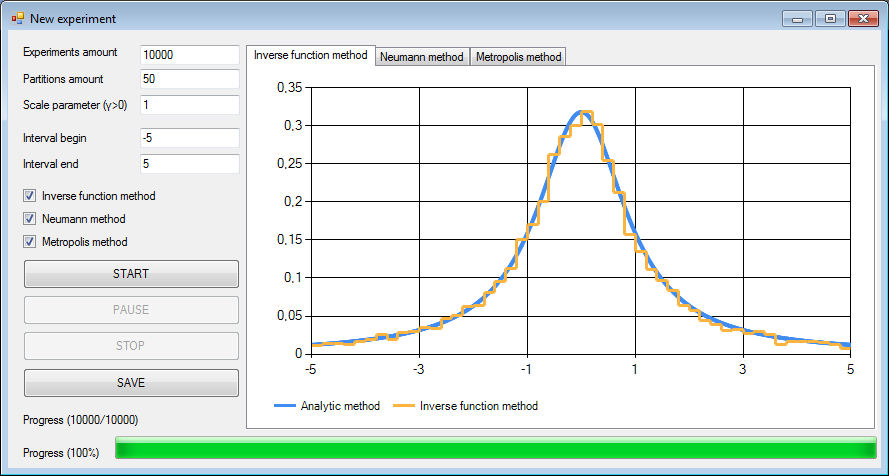 New experiment
Experiments amount 10000
Partitions amount 50
Scale parameter (γ>0) 1
Interval begin -5
Interval end 5
Inverse function method
Neumann method
Metropolis method
START
PAUSE
STOP
SAVE
Progress (10000/10000)
Progress (100%)
Inverse function method Neumann method Metropolis method
0,35
0,3
0,25
0,2
0,15
0,1
0,05
0
-5 -3 -1 1 3 5
Analytic method Inverse function method